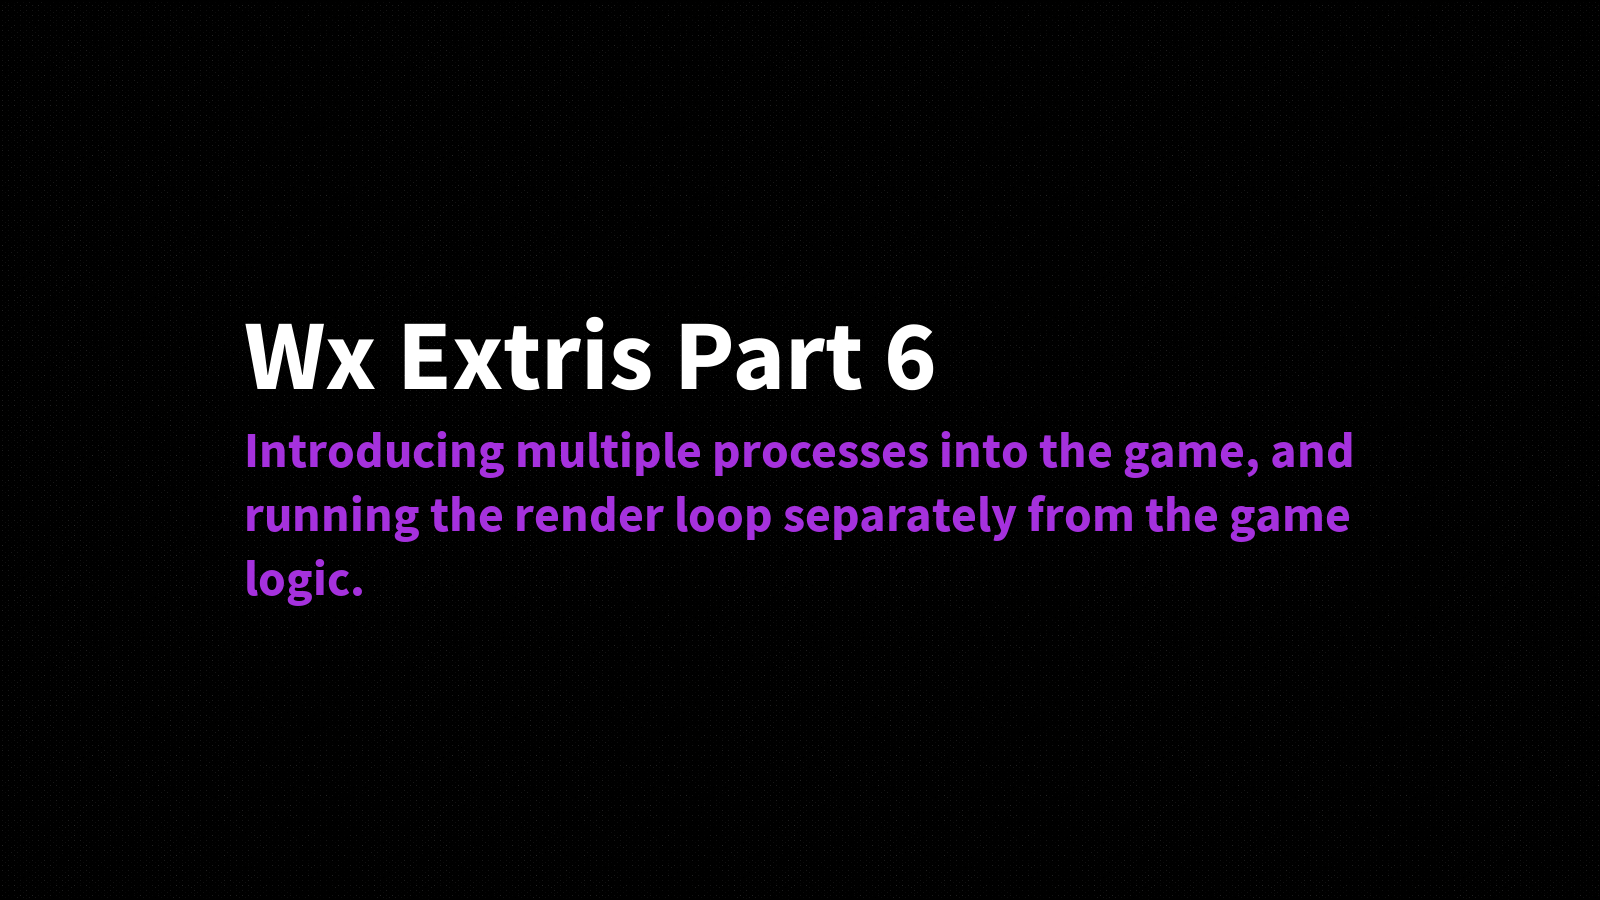 Wx Extris Part 6
Introducing multiple processes into the game, and
running the render loop separately from the game
logic.